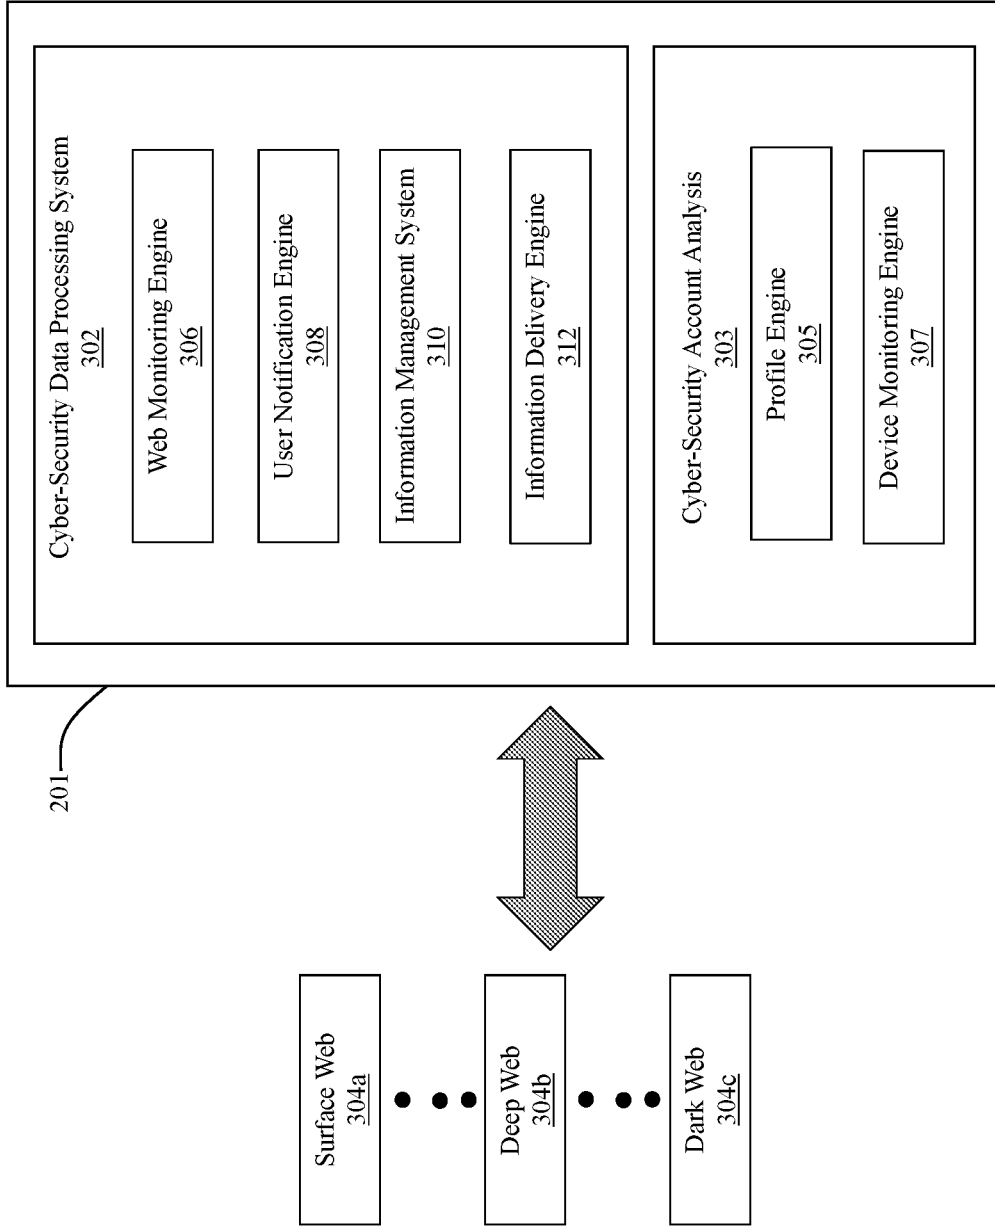 201
Cyber-Security Data Processing System
302
Web Monitoring Engine
306
User Notification Engine
308
Information Management System
310
Information Delivery Engine
312
Cyber-Security Account Analysis
303
Profile Engine
305
Device Monitoring Engine
307
Surface Web
304a
Deep Web
304b
Dark Web
304c